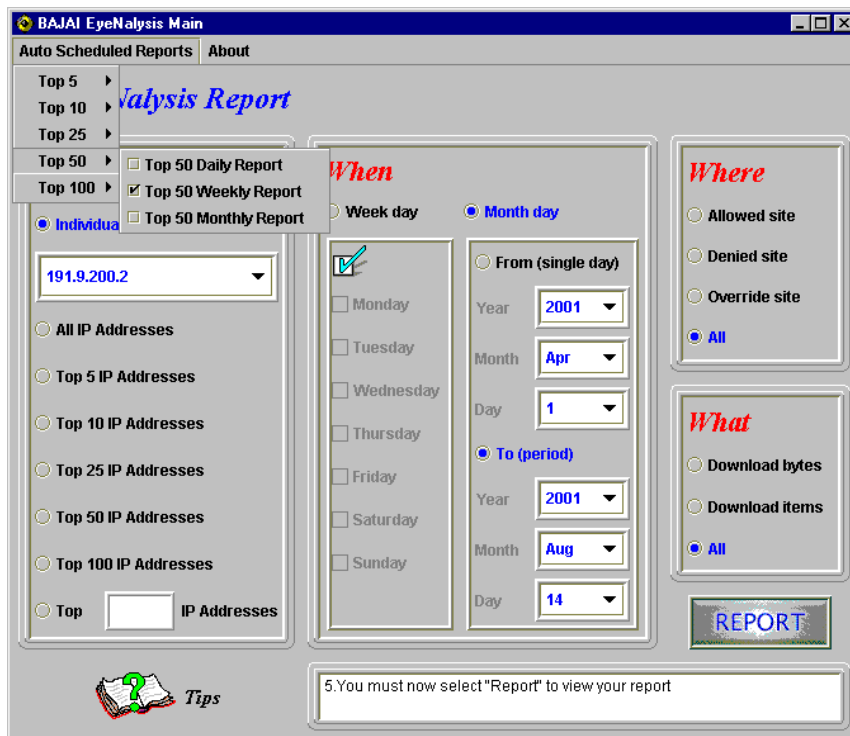 BAJAI EyeNalysis Main
Auto Scheduled Reports About
Top 5
Top 10
Top 25
Top 50
Top 100
Top 50 Daily Report
Top 50 Weekly Report
Top 50 Monthly Report
Nalysis Report
Individua
191.9.200.2
All IP Addresses
Top 5 IP Addresses
Top 10 IP Addresses
Top 25 IP Addresses
Top 50 IP Addresses
Top 100 IP Addresses
Top IP Addresses
When
Week day Month day
Monday
Tuesday
Wednesday
Thursday
Friday
Saturday
Sunday
From (single day)
Year 2001
Month Apr
Day 1
To (period)
Year 2001
Month Aug
Day 14
Where
Allowed site
Denied site
Override site
All
What
Download bytes
Download items
All
REPORT
Tips
5.You must now select "Report" to view your report